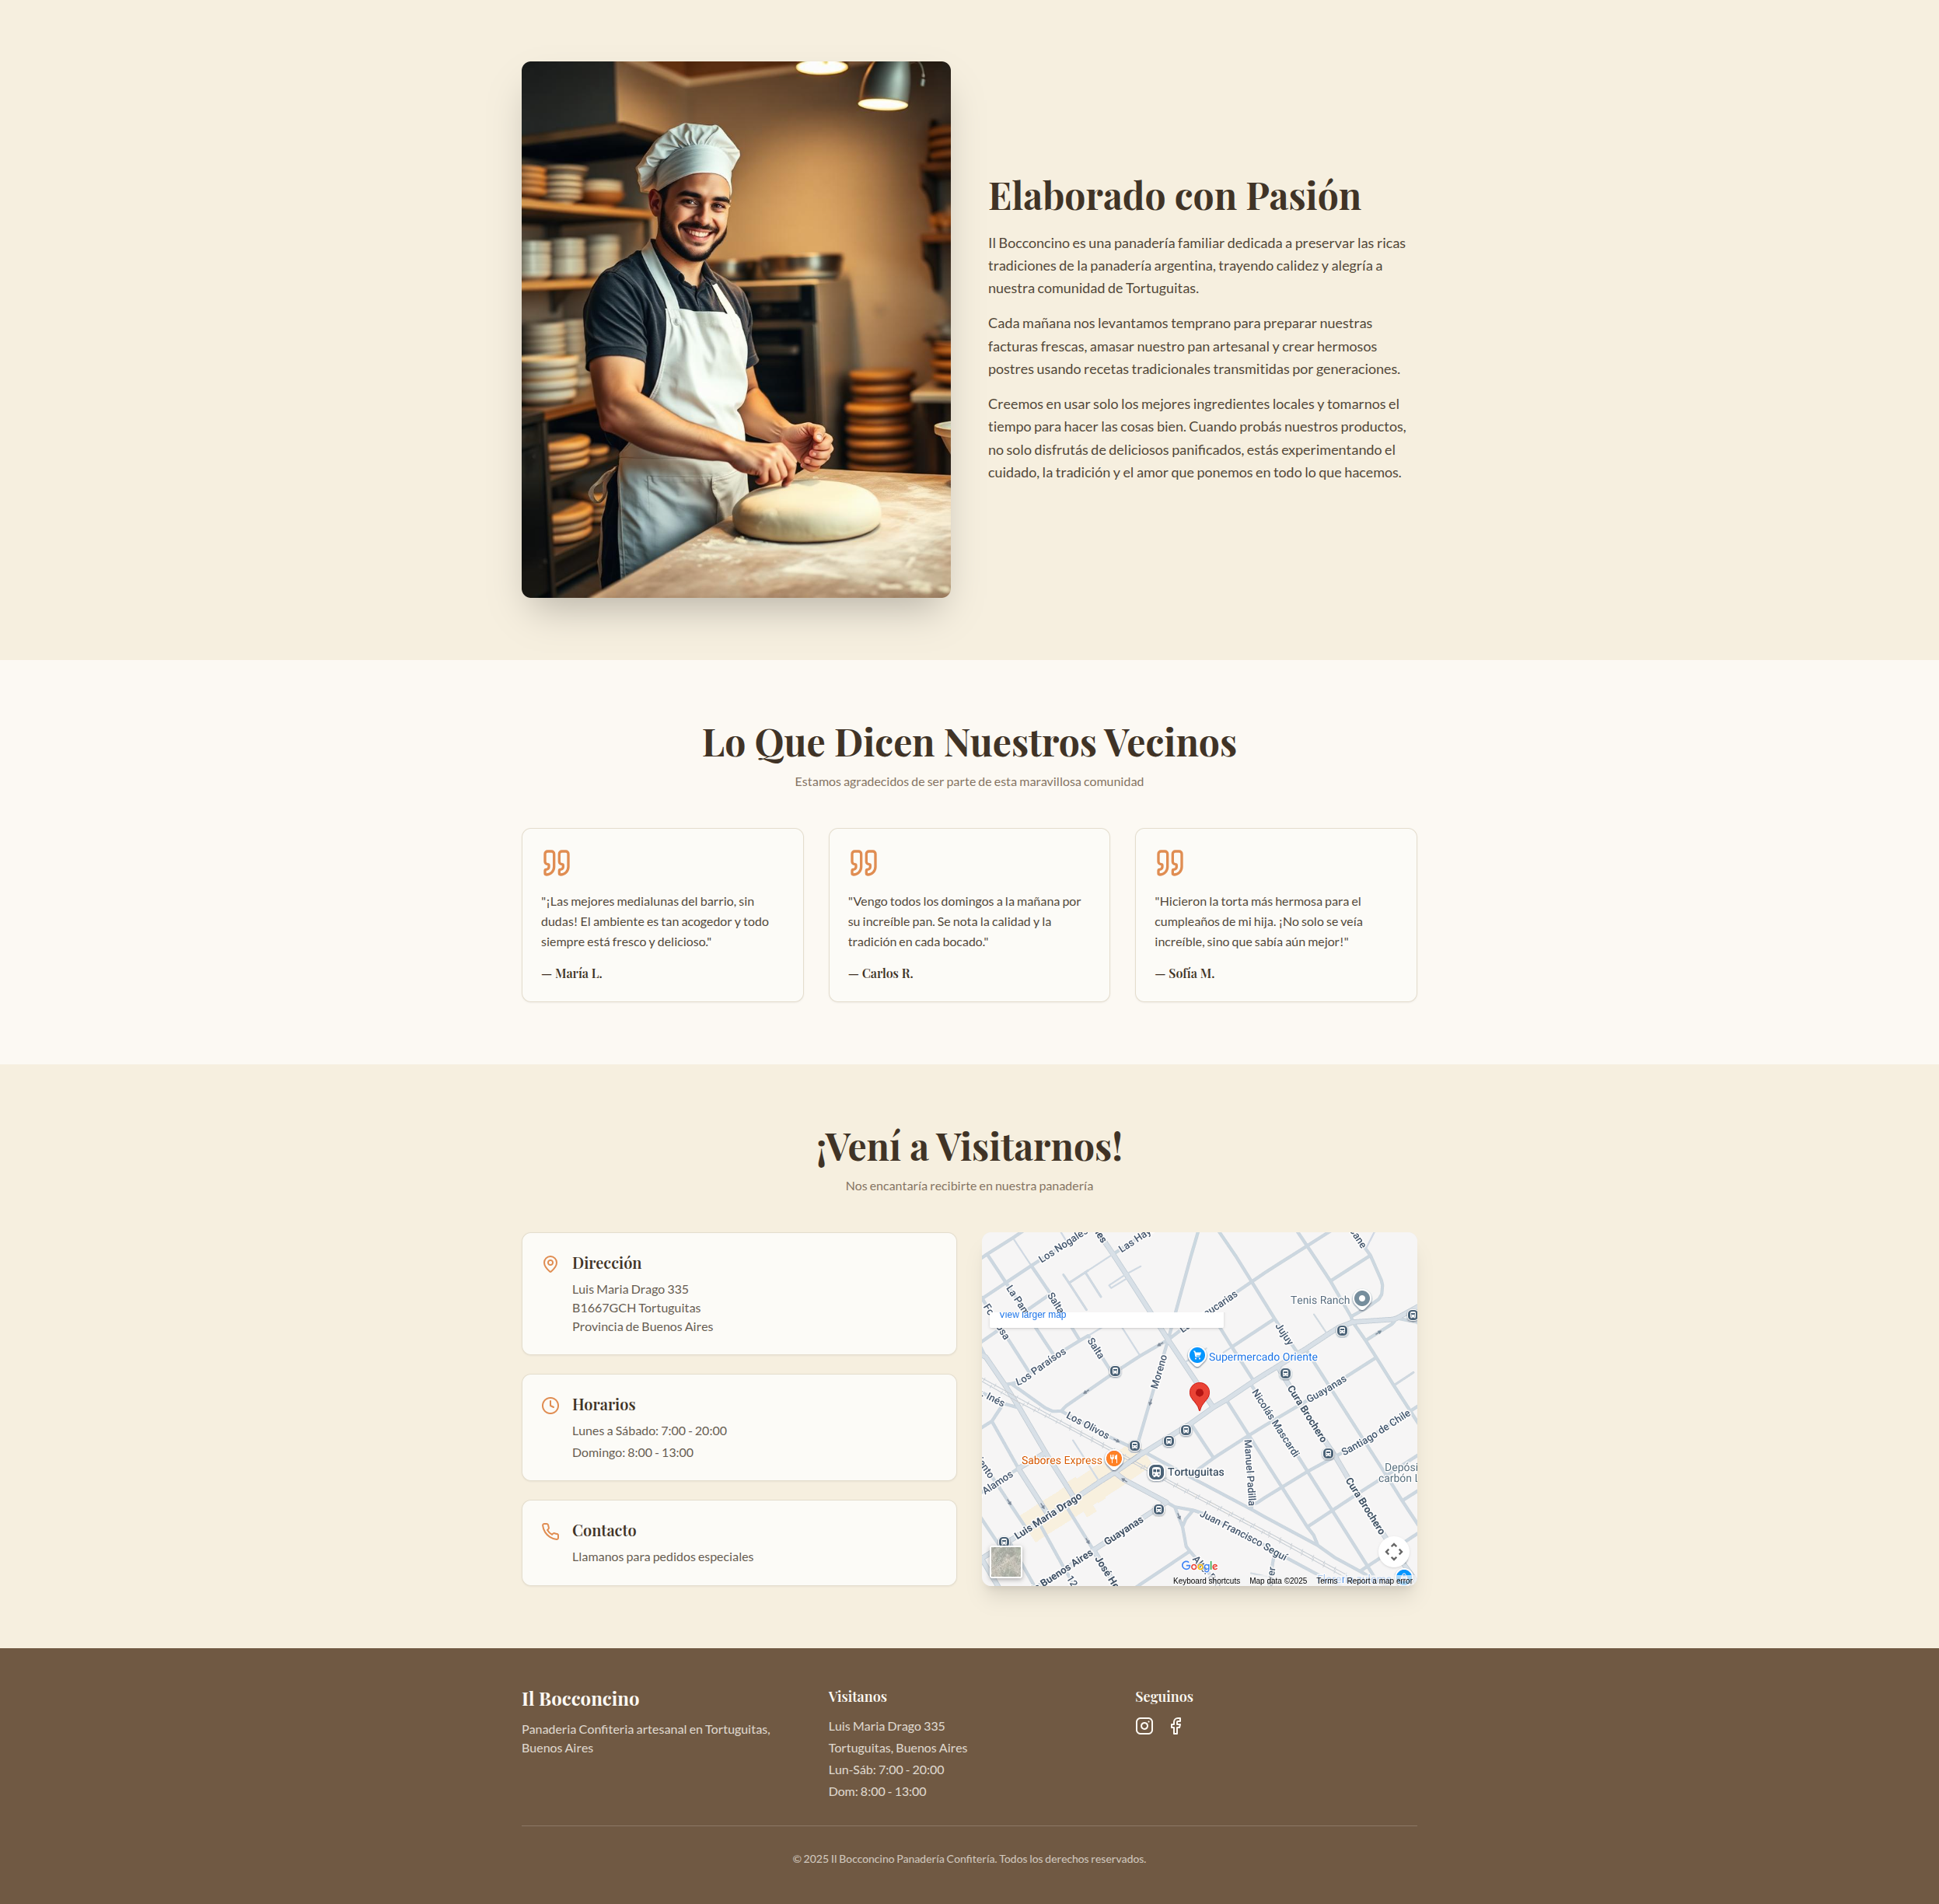 Elaborado con Pasión
Il Bocconcino es una panadería familiar dedicada a preservar las ricas
tradiciones de la panadería argentina, trayendo calidez y alegría a
nuestra comunidad de Tortuguitas.
Cada mañana nos levantamos temprano para preparar nuestras
facturas frescas, amasar nuestro pan artesanal y crear hermosos
postres usando recetas tradicionales transmitidas por generaciones.
Creemos en usar solo los mejores ingredientes locales y tomarnos el
tiempo para hacer las cosas bien. Cuando probás nuestros productos,
no solo disfrutás de deliciosos panificados, estás experimentando el
cuidado, la tradición y el amor que ponemos en todo lo que hacemos.
Lo Que Dicen Nuestros Vecinos
Estamos agradecidos de ser parte de esta maravillosa comunidad
"¡Las mejores medialunas del barrio, sin
dudas! El ambiente es tan acogedor y todo
siempre está fresco y delicioso."
— María L.
"Vengo todos los domingos a la mañana por
su increíble pan. Se nota la calidad y la
tradición en cada bocado."
— Carlos R.
"Hicieron la torta más hermosa para el
cumpleaños de mi hija. ¡No solo se veía
increíble, sino que sabía aún mejor!"
— Sofía M.
¡Vení a Visitarnos!
Nos encantaría recibirte en nuestra panadería
Dirección
Luis Maria Drago 335
B1667GCH Tortuguitas
Provincia de Buenos Aires
Horarios
Lunes a Sábado: 7:00 - 20:00
Domingo: 8:00 - 13:00
Contacto
Llamanos para pedidos especiales
Los Nogales
Las Hay
La Pam
Salta
Tenis Ranch
View larger map
Jujuy
Salta
Los Paraísos
Moreno
Supermercado Oriente
Guayanas
Cura Brochero
Nicolás Mascardi
Inés
Los Olivos
Santiago de Chile
Sabores Express
Tortuguitas
Manuel Padilla
Depósi
carbón L
Alamos
Cura Brochero
Luis Maria Drago
Guayanas
Juan Francisco Seguí
Buenos Aires
José He
Google
Keyboard shortcuts
Map data ©2025
Terms
Report a map error
Il Bocconcino
Panaderia Confiteria artesanal en Tortuguitas,
Buenos Aires
Visitanos
Luis Maria Drago 335
Tortuguitas, Buenos Aires
Lun-Sáb: 7:00 - 20:00
Dom: 8:00 - 13:00
Seguinos
© 2025 Il Bocconcino Panadería Confitería. Todos los derechos reservados.